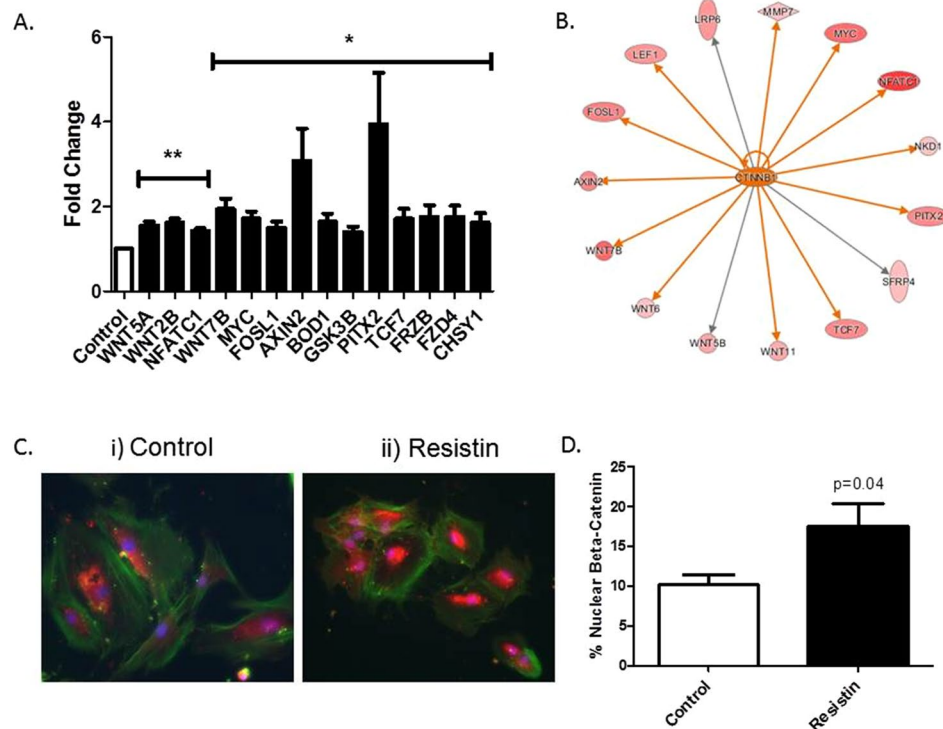 A.
6
4
2
0
Fold Change
*
**
Control
WNT5A
WNT2B
NFATC1
WNT7B
MYC
FOSL1
AXIN2
BOD1
GSK3B
PITX2
TCF7
FRZB
FZD4
CHSY1
B.
LRP6
MMP7
MYC
LEF1
NFATC1
FOSL1
NKD1
CTNNB1
AXIN2
PITX2
WNT7B
SFRP4
WNT6
TCF7
WNT5B
WNT11
C.
i) Control
ii) Resistin
D.
25
20
15
10
5
0
% Nuclear Beta-Catenin
p=0.04
Control
Resistin